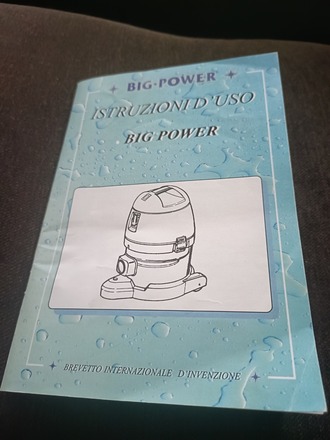 BIG•POWER
ISTRUZIONI D'USO
BIG POWER
BREVETTO INTERNAZIONALE D'INVENZIONE